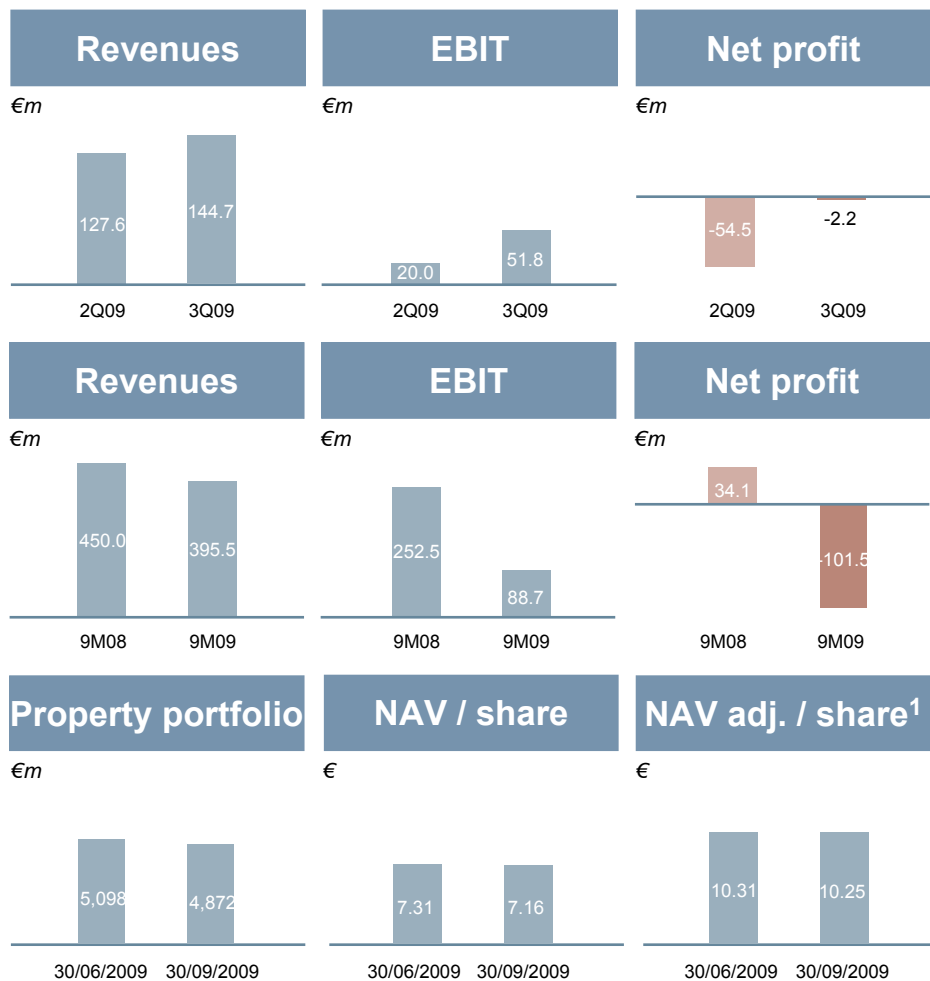 Revenues
EBIT
Net profit
€m
€m
€m
127.6
144.7
20.0
51.8
-54.5
-2.2
2Q09
3Q09
2Q09
3Q09
2Q09
3Q09
Revenues
EBIT
Net profit
€m
€m
€m
450.0
395.5
252.5
88.7
34.1
-101.5
9M08
9M09
9M08
9M09
9M08
9M09
Property portfolio
NAV / share
NAV adj. / share¹
€m
€
€
5,098
4,872
7.31
7.16
10.31
10.25
30/06/2009
30/09/2009
30/06/2009
30/09/2009
30/06/2009
30/09/2009